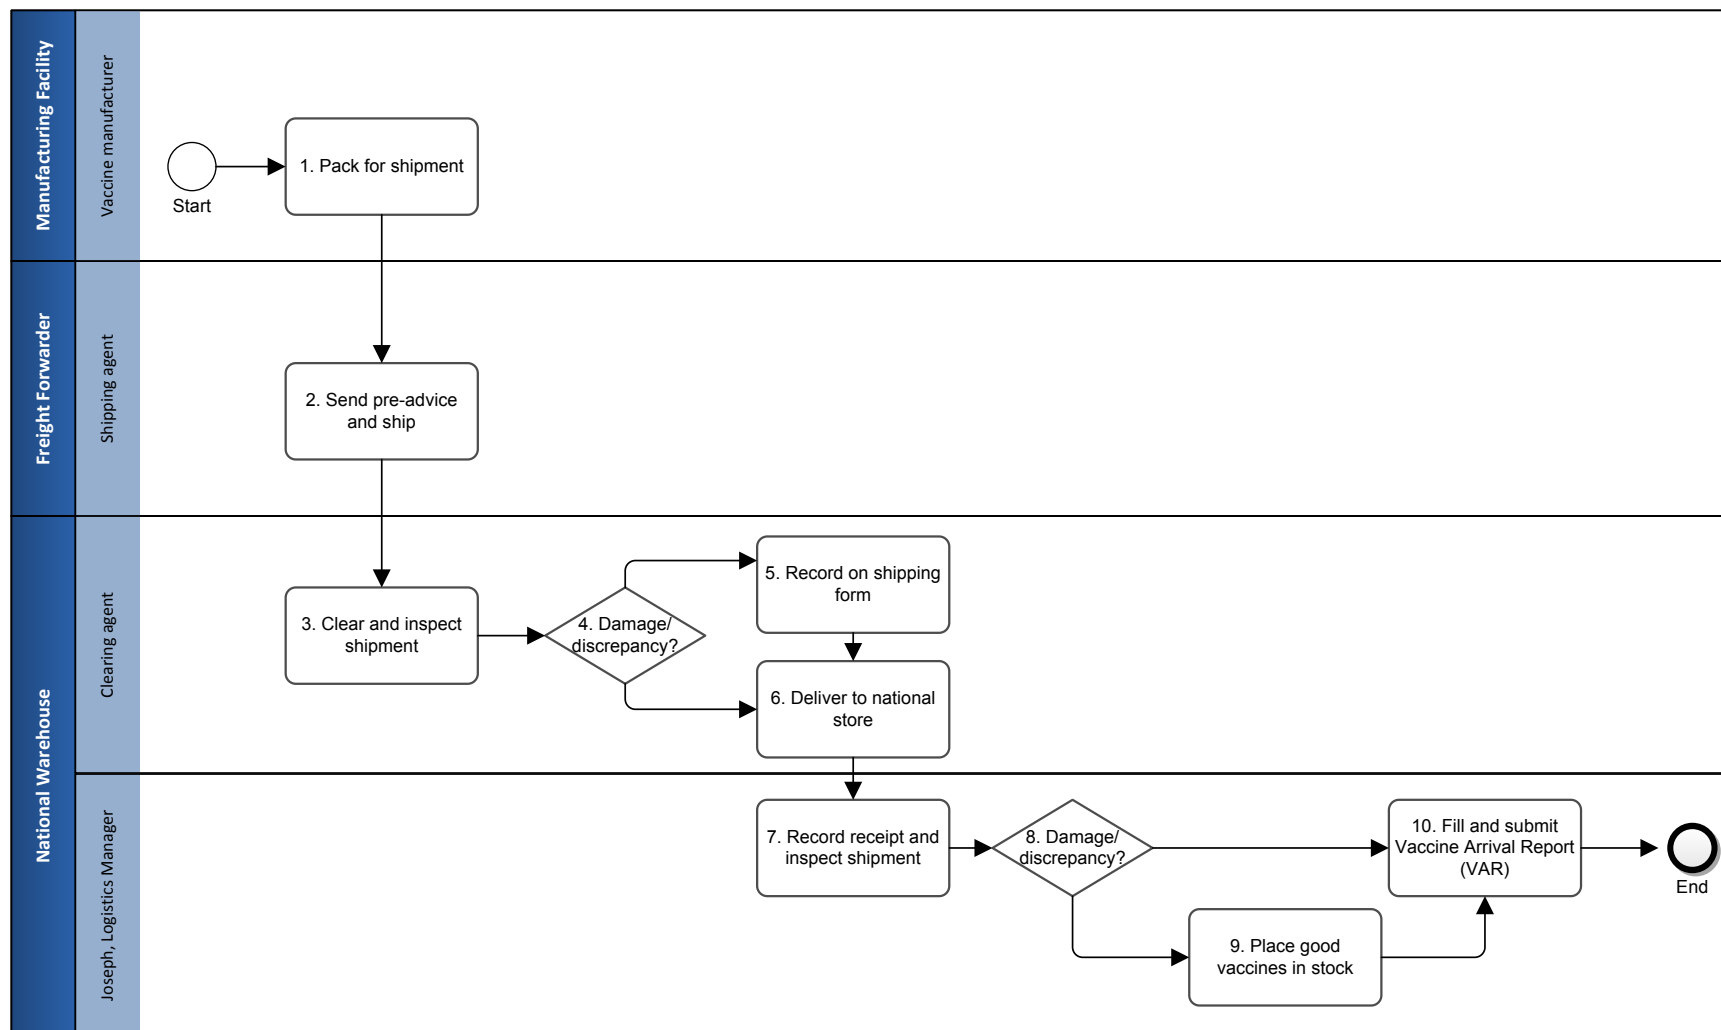 Manufacturing Facility
Vaccine manufacturer
Start
1. Pack for shipment
Freight Forwarder
Shipping agent
2. Send pre-advice
and ship
National Warehouse
Clearing agent
3. Clear and inspect
shipment
4. Damage/
discrepancy?
5. Record on shipping
form
6. Deliver to national
store
Joseph, Logistics Manager
7. Record receipt and
inspect shipment
8. Damage/
discrepancy?
9. Place good
vaccines in stock
10. Fill and submit
Vaccine Arrival Report
(VAR)
End